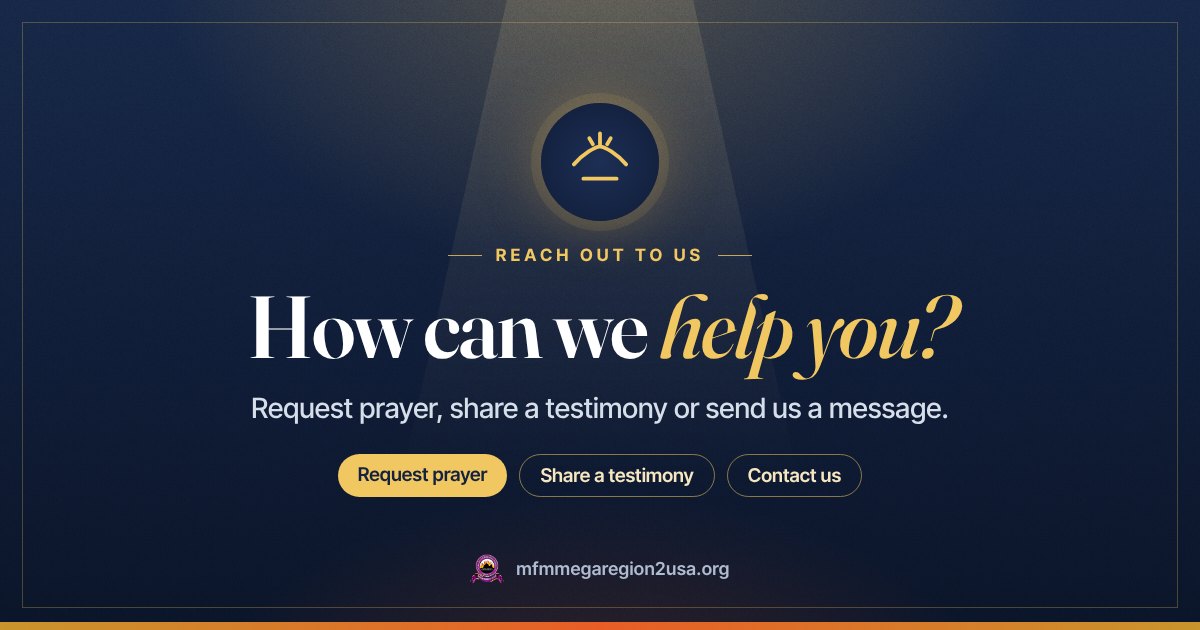 REACH OUT TO US
How can we help you?
Request prayer, share a testimony or send us a message.
Request prayer
Share a testimony
Contact us
mfmmegaregion2usa.org